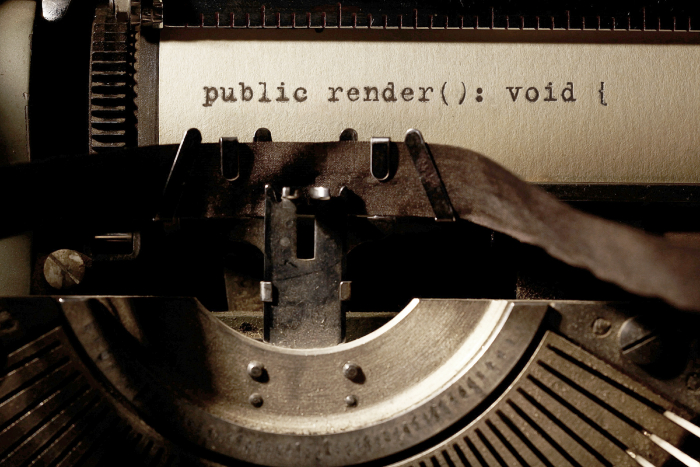 public render(): void {